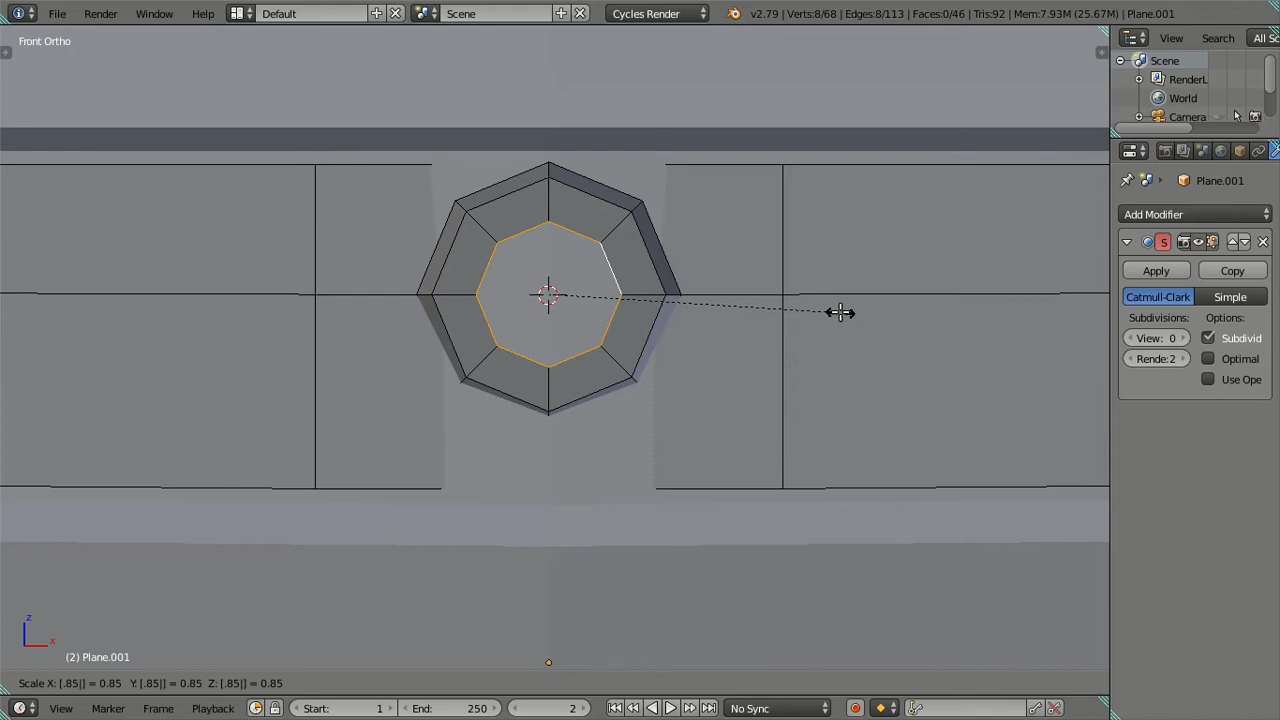 File Render Window Help Default Scene Cycles Render v2.79 | Verts:8/68 | Edges:8/113 | Faces:0/46 | Tris:92 | Mem:7.93M (25.67M) | Plane.001
Front Ortho
View Search All Sc
Scene
RenderL
World
Camera
Plane.001
Add Modifier
S
Apply Copy
Catmull-Clark Simple
Subdivisions: Options:
View: 0 Subdivid
Rende: 2 Optimal
Use Ope
z
x
(2) Plane.001
Scale X: [.85|] = 0.85 Y: [.85|] = 0.85 Z: [.85|] = 0.85
View Marker Frame Playback Start: 1 End: 250 2 No Sync